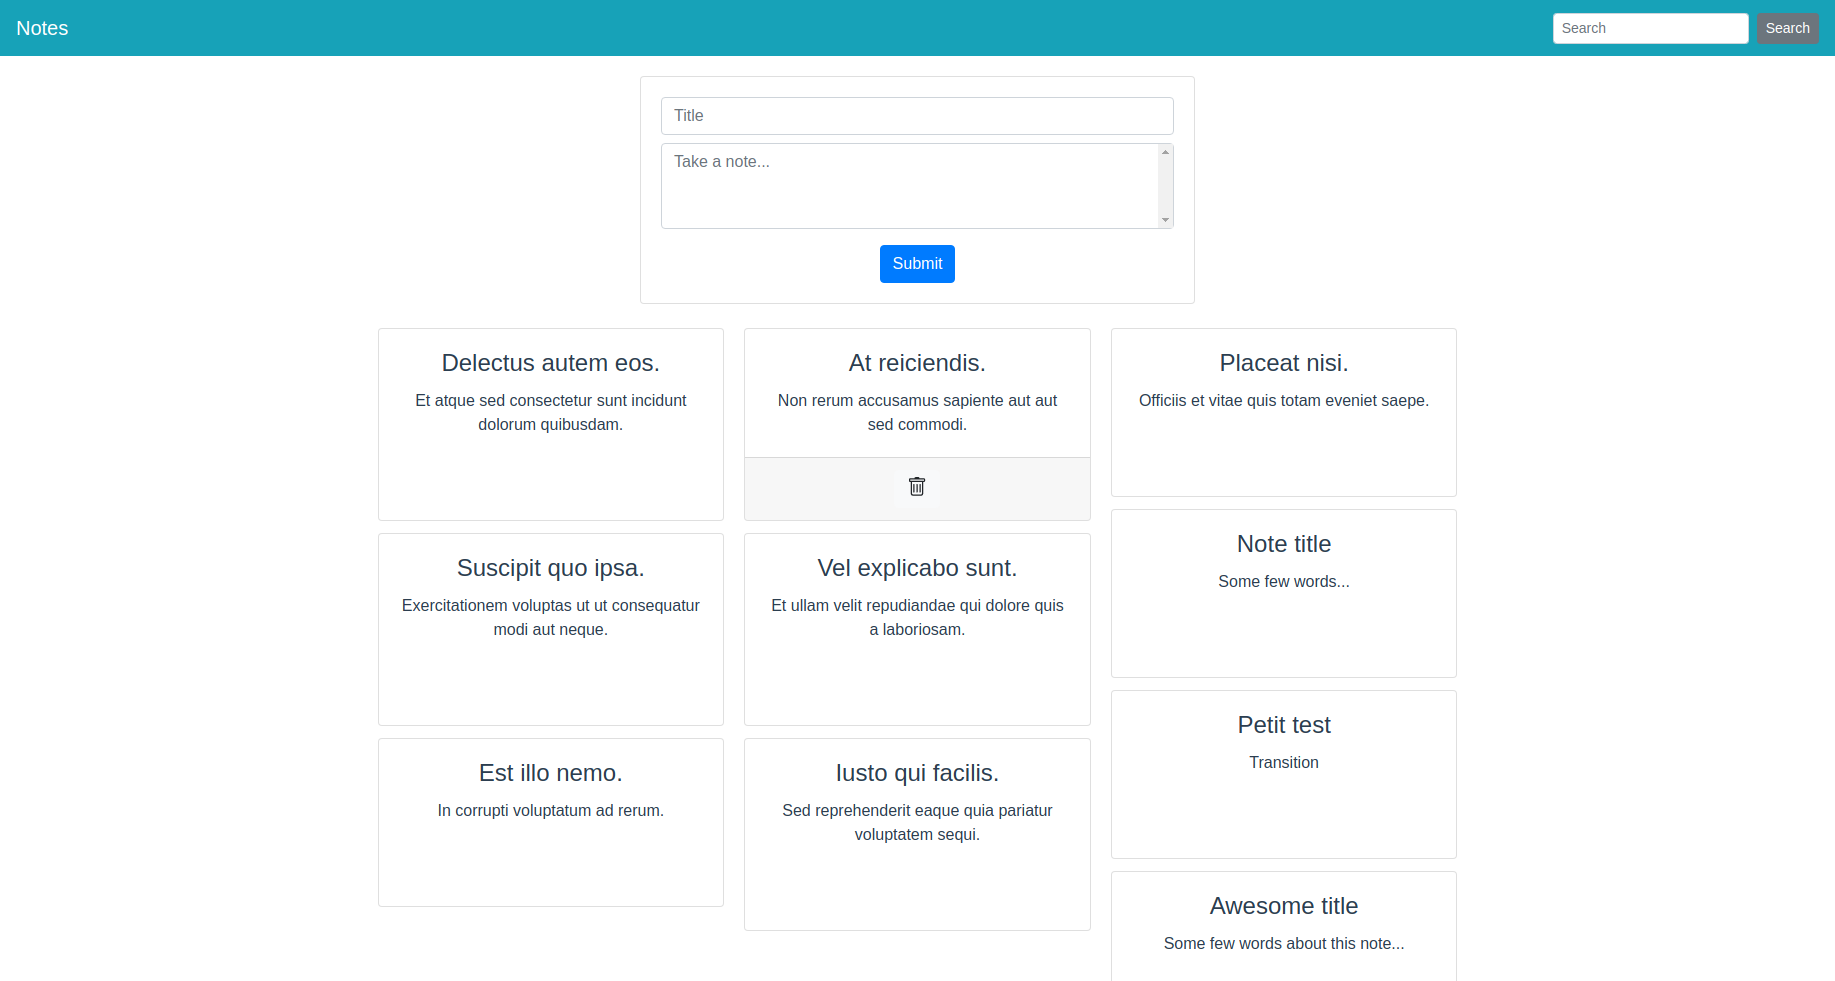 Notes
Search
Search
Title
Take a note...
Submit
Delectus autem eos.
Et atque sed consectetur sunt incidunt
dolorum quibusdam.
Suscipit quo ipsa.
Exercitationem voluptas ut ut consequatur
modi aut neque.
Est illo nemo.
In corrupti voluptatum ad rerum.
At reiciendis.
Non rerum accusamus sapiente aut aut
sed commodi.
Vel explicabo sunt.
Et ullam velit repudiandae qui dolore quis
a laboriosam.
Iusto qui facilis.
Sed reprehenderit eaque quia pariatur
voluptatem sequi.
Placeat nisi.
Officiis et vitae quis totam eveniet saepe.
Note title
Some few words...
Petit test
Transition
Awesome title
Some few words about this note...